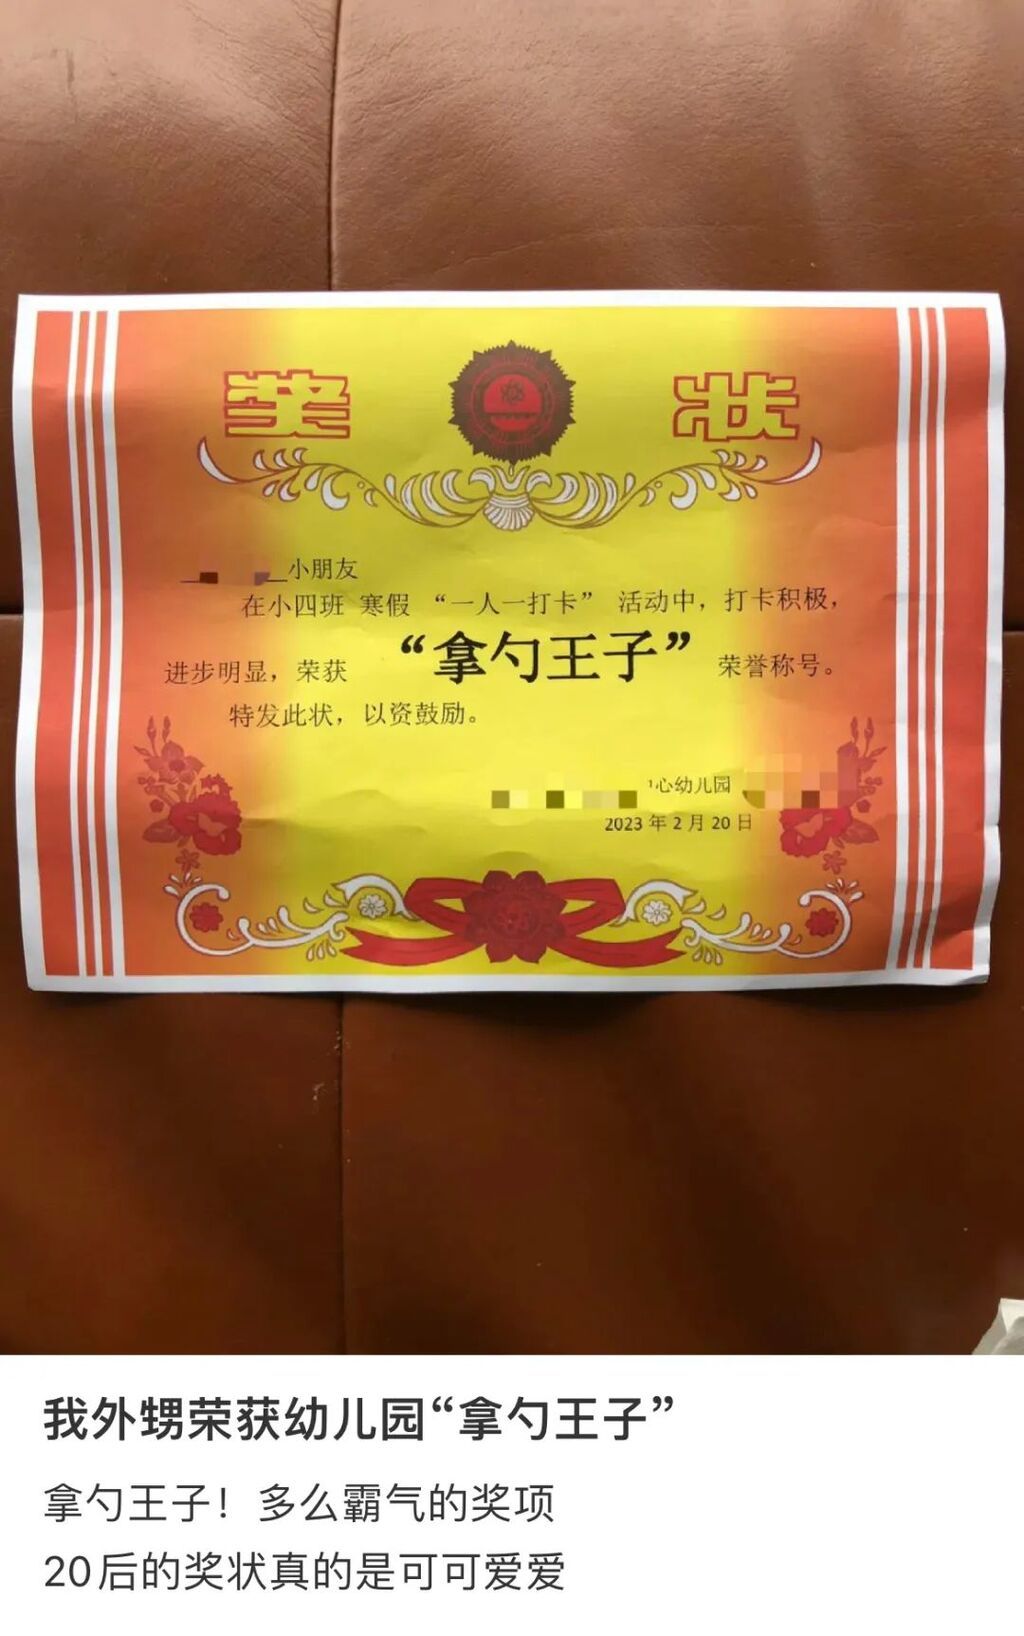 奖 状
小朋友
在小四班 寒假 “一人一打卡” 活动中，打卡积极，
进步明显，荣获 “拿勺王子” 荣誉称号。
特发此状，以资鼓励。
心幼儿园
2023 年 2 月 20 日
我外甥荣获幼儿园“拿勺王子”
拿勺王子！多么霸气的奖项
20后的奖状真的是可可爱爱